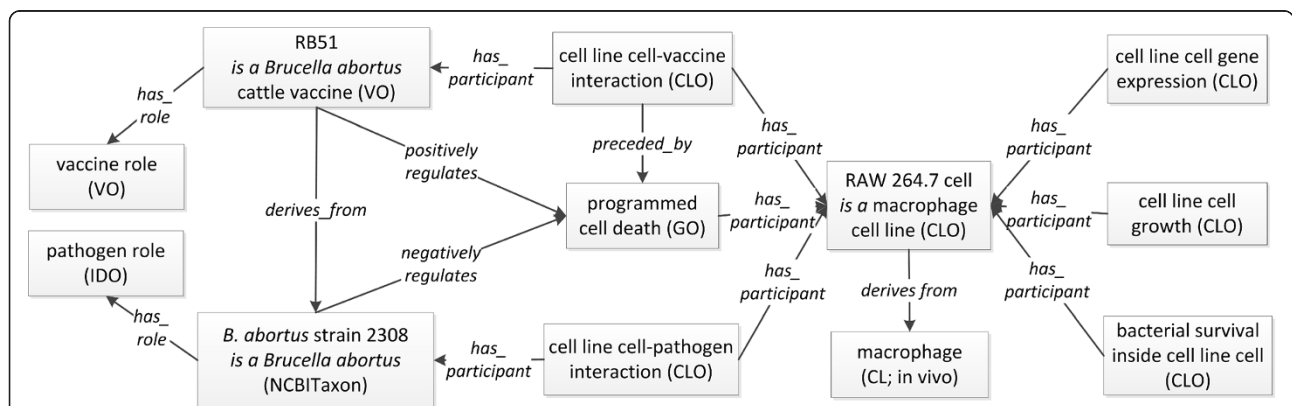 RB51
is a Brucella abortus
cattle vaccine (VO)
has_
participant
cell line cell-vaccine
interaction (CLO)
cell line cell gene
expression (CLO)
has_
role
vaccine role
(VO)
positively
regulates
preceded_by
has_
participant
has_
participant
derives_from
programmed
cell death (GO)
has_
participant
RAW 264.7 cell
is a macrophage
cell line (CLO)
has_
participant
cell line cell
growth (CLO)
pathogen role
(IDO)
negatively
regulates
has_
participant
derives from
has_
participant
has_
role
B. abortus strain 2308
is a Brucella abortus
(NCBITaxon)
has_
participant
cell line cell-pathogen
interaction (CLO)
macrophage
(CL; in vivo)
bacterial survival
inside cell line cell
(CLO)